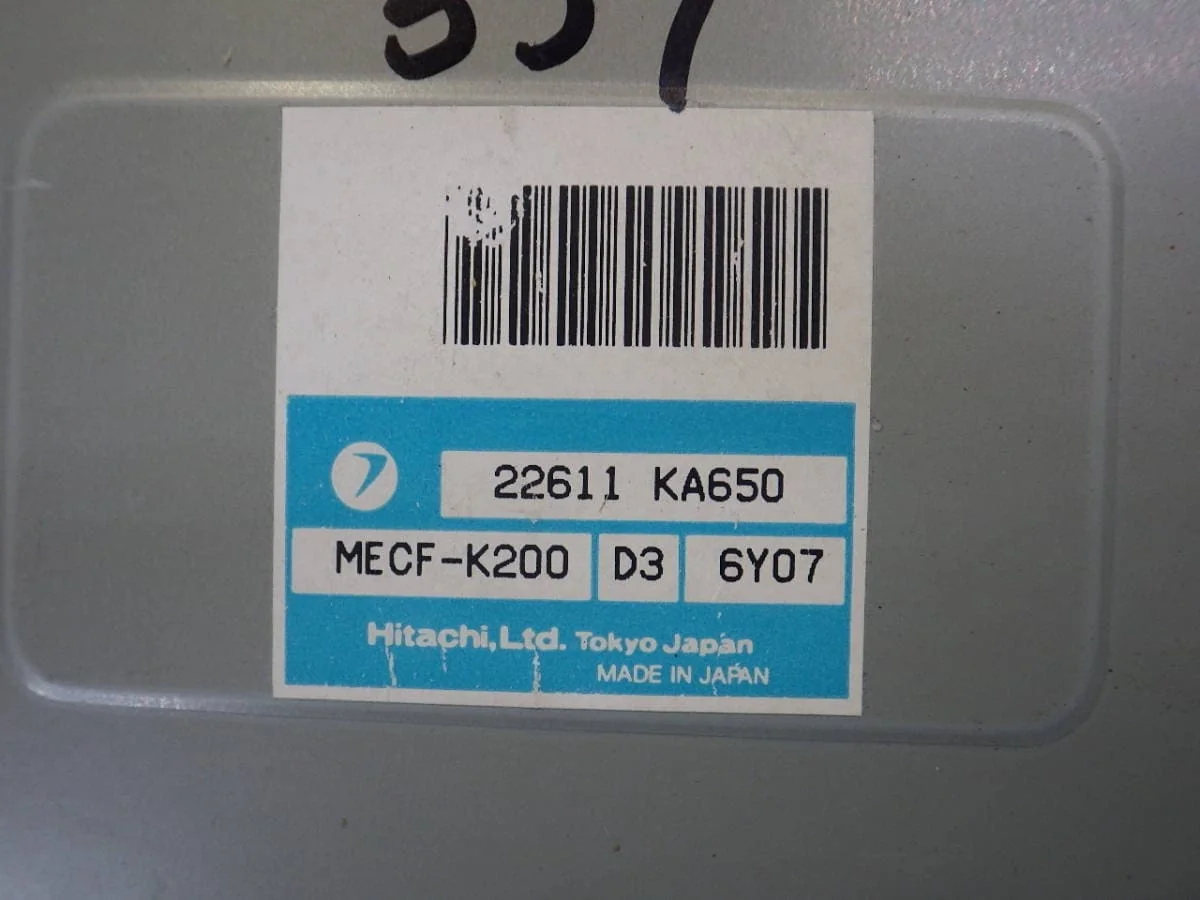 22611 KA650
MECF-K200 D3 6Y07
Hitachi, Ltd. Tokyo Japan
MADE IN JAPAN